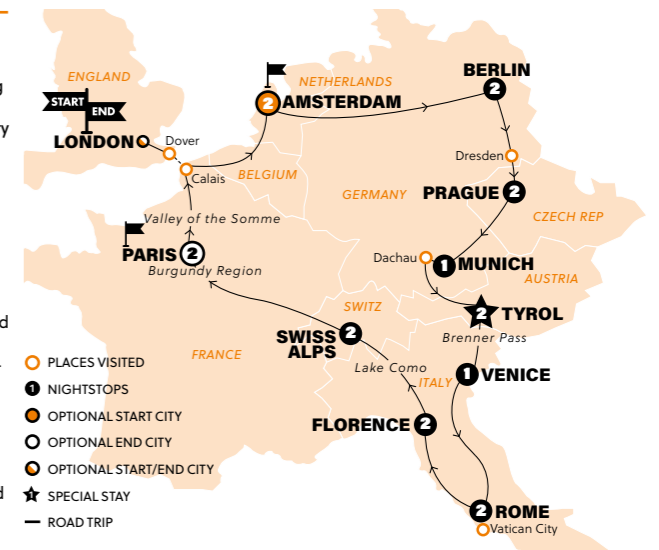 ENGLAND
START
END
LONDON
Dover
Calais
NETHERLANDS
2
AMSTERDAM
BERLIN
2
BELGIUM
GERMANY
Dresden
PRAGUE
2
CZECH REP
Valley of the Somme
PARIS
2
Burgundy Region
Dachau
1
MUNICH
AUSTRIA
2
TYROL
Brenner Pass
SWITZ
SWISS
ALPS
2
FRANCE
Lake Como
ITALY
1
VENICE
FLORENCE
2
2
ROME
Vatican City
PLACES VISITED
1
NIGHTSTOPS
OPTIONAL START CITY
OPTIONAL END CITY
OPTIONAL START/END CITY
1
SPECIAL STAY
ROAD TRIP